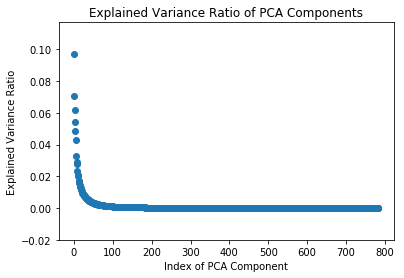 Explained Variance Ratio of PCA Components
0.10
0.08
0.06
0.04
0.02
0.00
−0.02
Explained Variance Ratio
0 100 200 300 400 500 600 700 800
Index of PCA Component